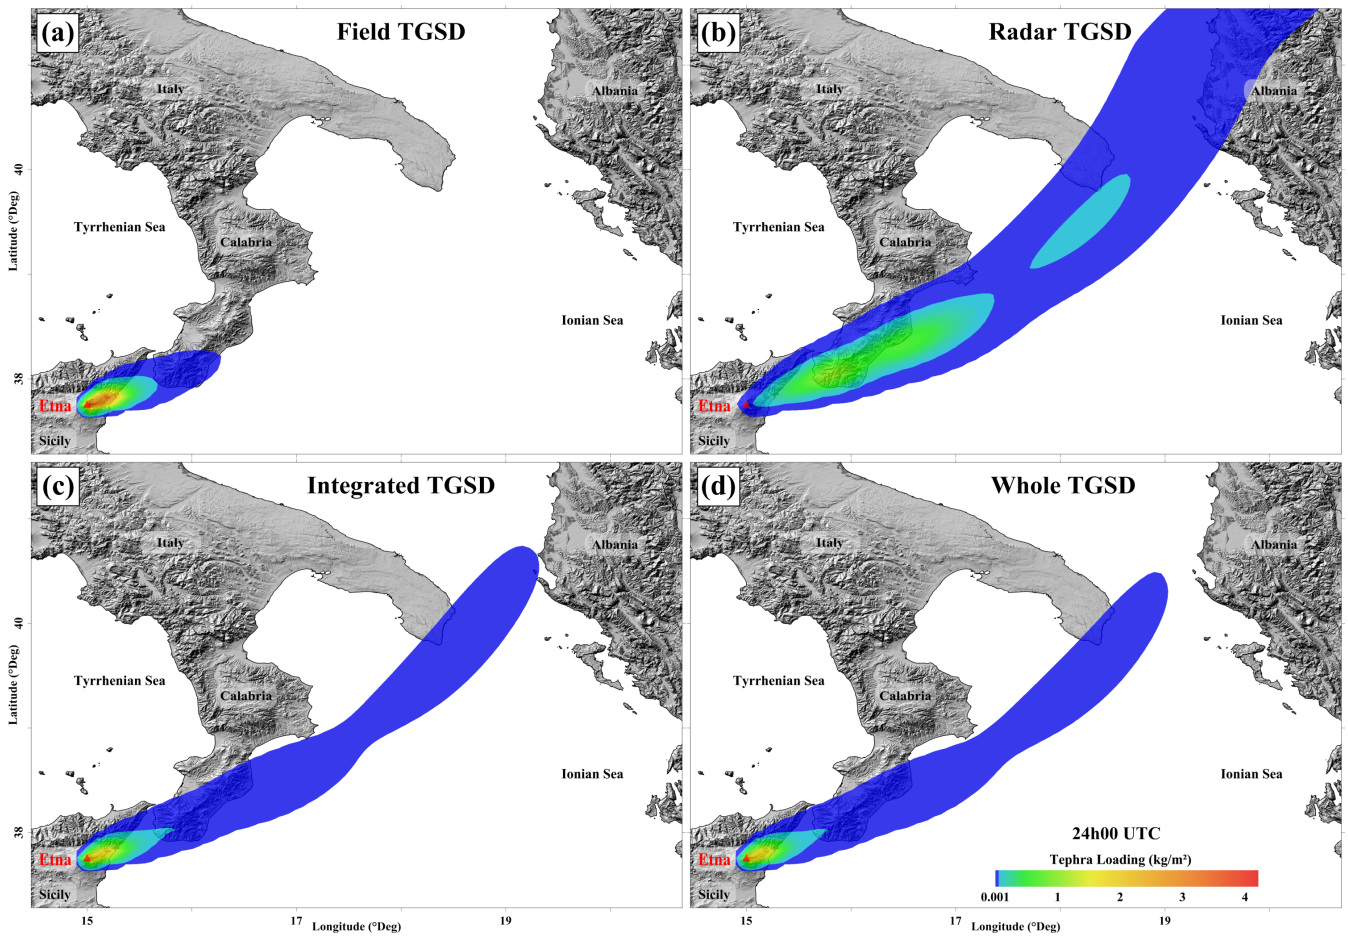 (a)
Field TGSD
Italy
Albania
40
Tyrrhenian Sea
Calabria
Latitude (°Deg)
Ionian Sea
38
Etna
Sicily
(b)
Radar TGSD
Italy
Albania
Tyrrhenian Sea
Calabria
Ionian Sea
Etna
Sicily
(c)
Integrated TGSD
Italy
Albania
40
Tyrrhenian Sea
Calabria
Latitude (°Deg)
Ionian Sea
38
Etna
Sicily
15
17
19
Longitude (°Deg)
(d)
Whole TGSD
Italy
Albania
Tyrrhenian Sea
Calabria
Ionian Sea
24h00 UTC
Tephra Loading (kg/m²)
0.001 1 2 3 4
Etna
Sicily
15
17
19
Longitude (°Deg)